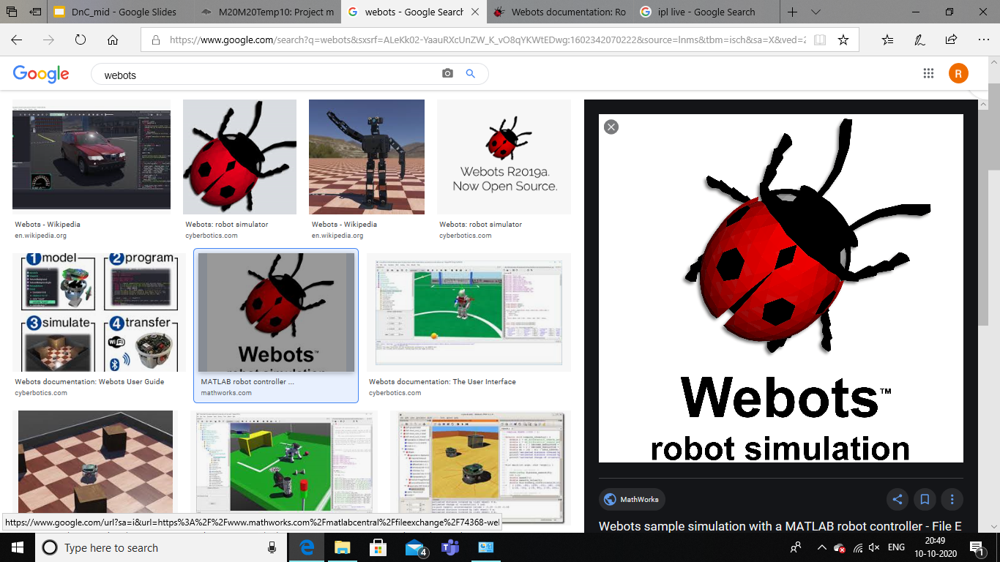 DnC_mid - Google Slides
M20M20Temp10: Project m
webots - Google Search
Webots documentation: Ro
ipl live - Google Search
https://www.google.com/search?q=webots&sxsrf=ALeKk02-YaauRXcUnZW_K_vO8qYKWtEDwg:1602342070222&source=lnms&tbm=isch&sa=X&ved=2
Google
webots
R
Webots R2019a.
Now Open Source.
Webots - Wikipedia
en.wikipedia.org
Webots: robot simulator
cyberbotics.com
Webots - Wikipedia
en.wikipedia.org
Webots: robot simulator
cyberbotics.com
1 model
2 program
3 simulate
4 transfer
WiFi
Webots™
robot simulation
Webots documentation: Webots User Guide
cyberbotics.com
MATLAB robot controller ...
mathworks.com
Webots documentation: The User Interface
cyberbotics.com
Webots™
robot simulation
MathWorks
Webots sample simulation with a MATLAB robot controller - File E
https://www.google.com/url?sa=i&url=https%3A%2F%2Fwww.mathworks.com%2Fmatlabcentral%2Ffileexchange%2F74368-wel
Type here to search
4
ENG
20:49
10-10-2020
1